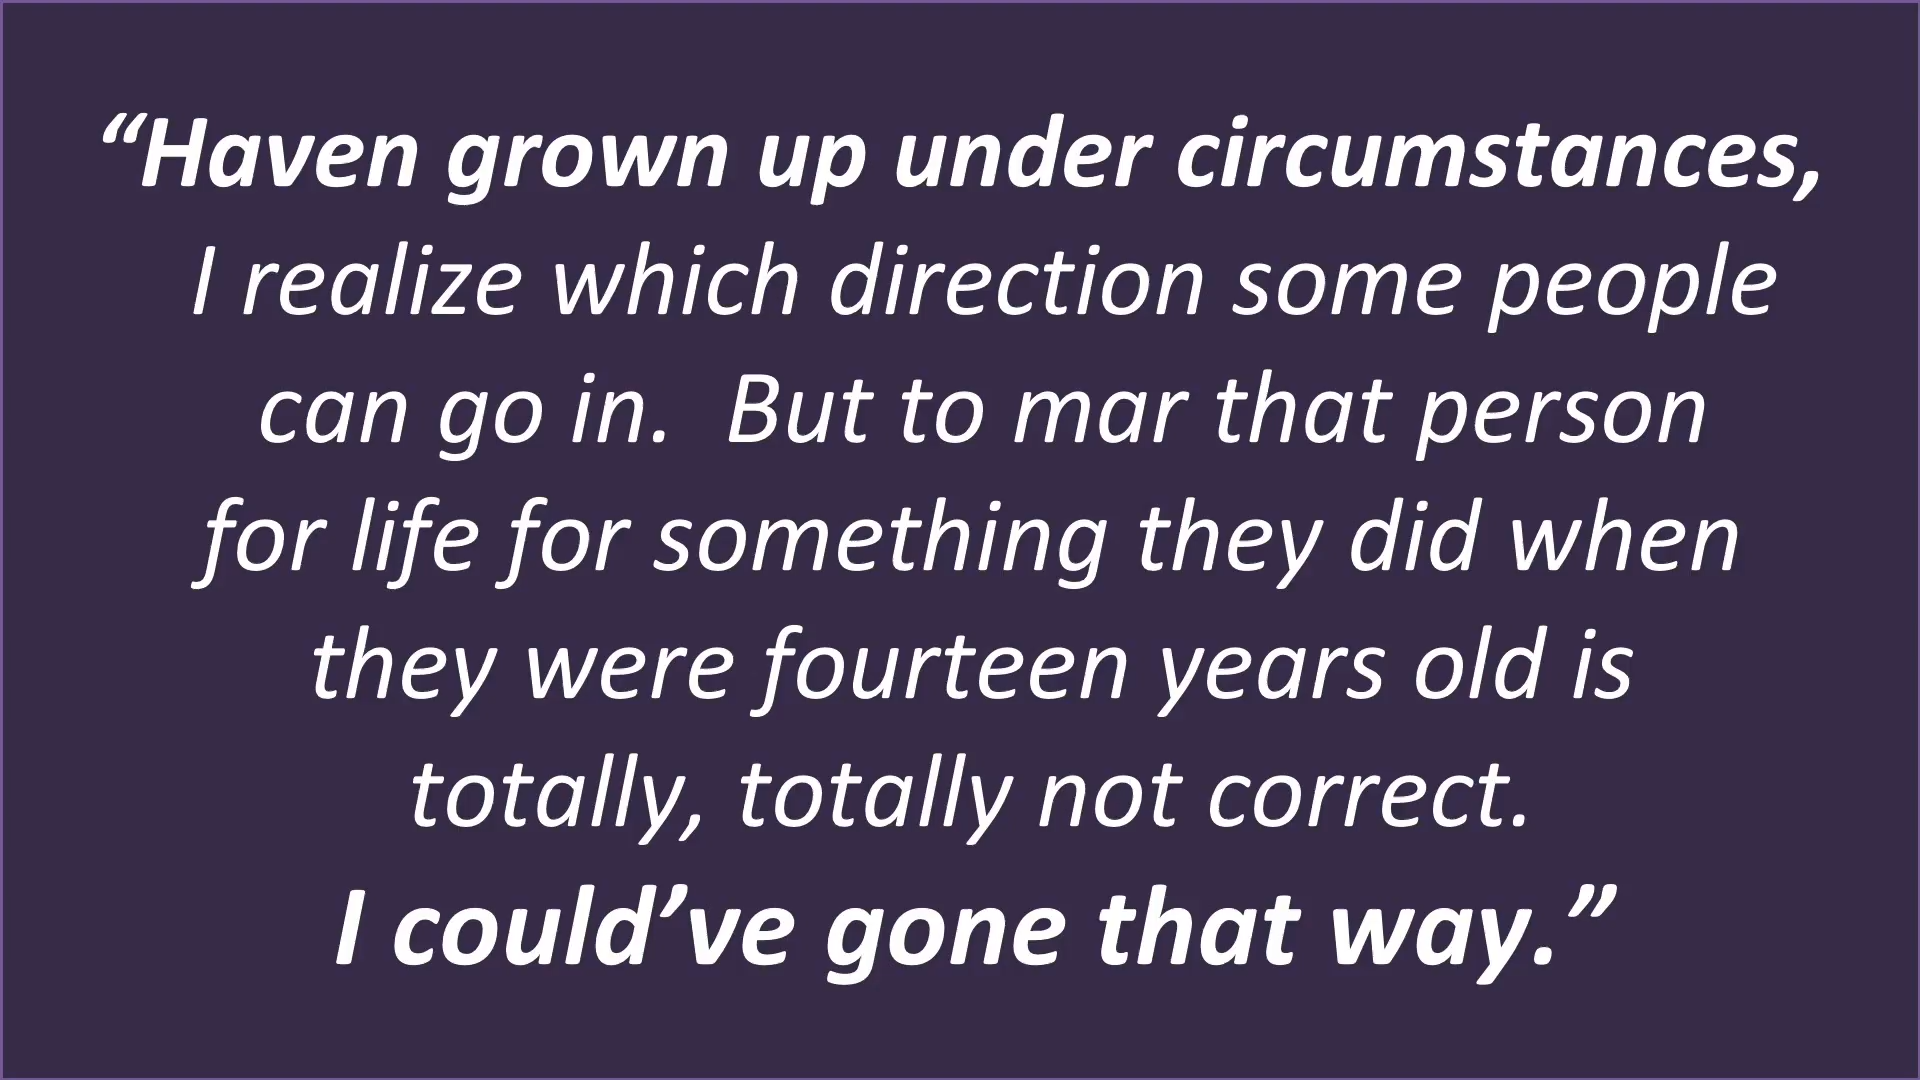 “Haven grown up under circumstances,
I realize which direction some people
can go in.  But to mar that person
for life for something they did when
they were fourteen years old is
totally, totally not correct.
I could’ve gone that way.”